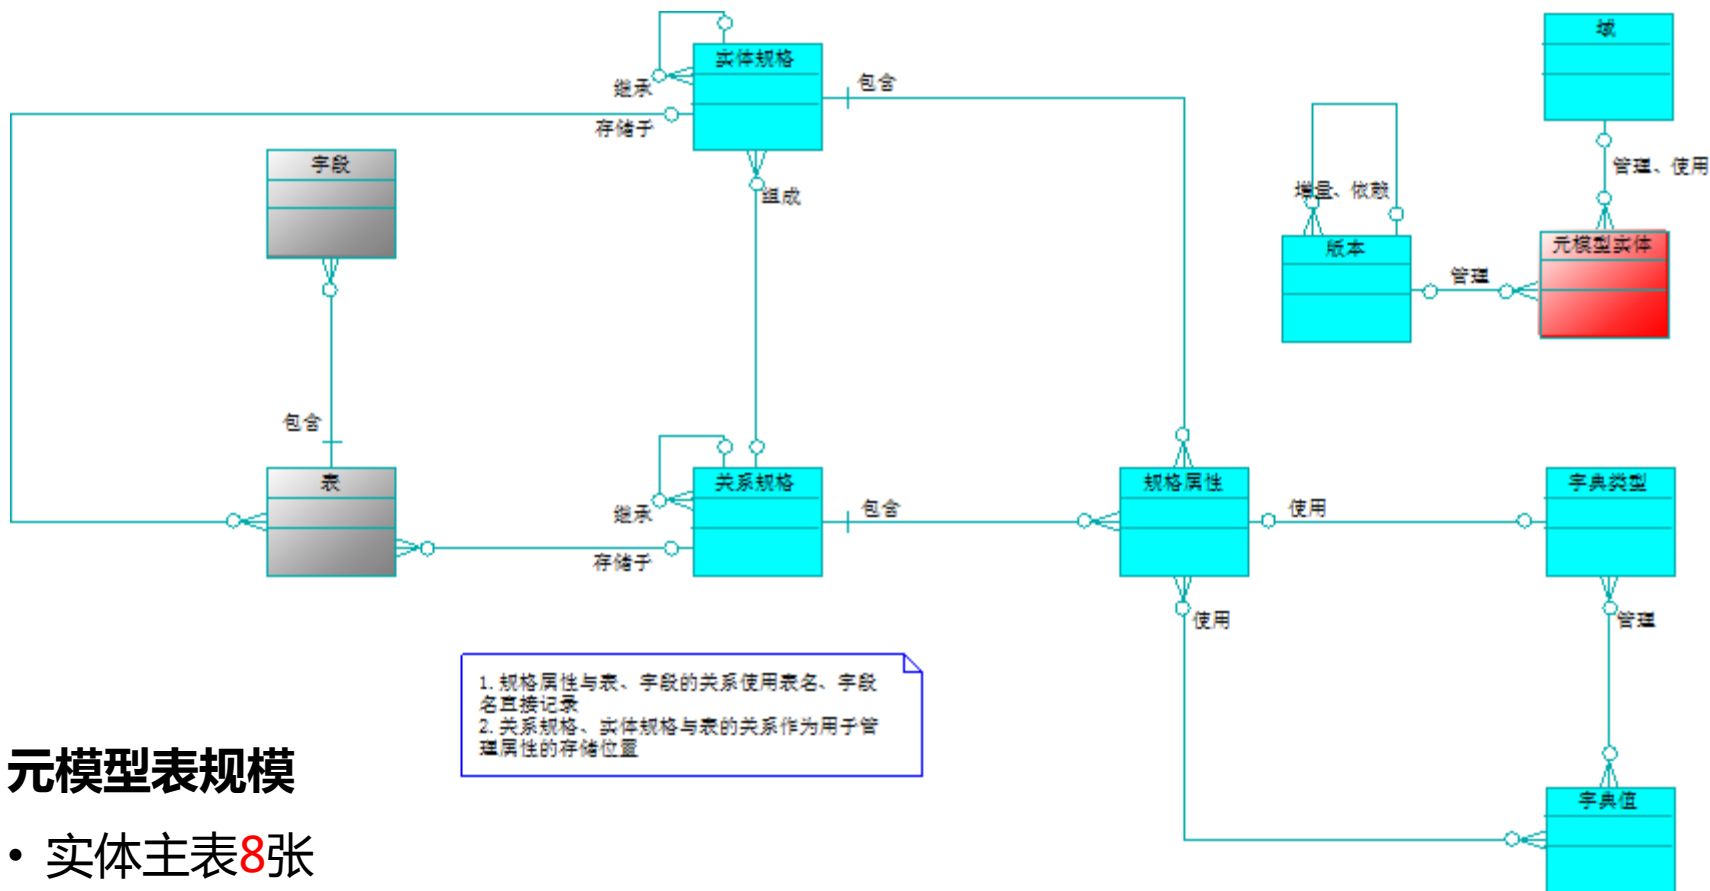 实体规格
域
包含
继承
存储于
字段
管理、使用
组成
增量、依赖
版本
元模型实体
管理
包含
表
关系规格
规格属性
字典类型
包含
使用
继承
存储于
使用
管理
1. 规格属性与表、字段的关系使用表名、字段
名直接记录
2. 关系规格、实体规格与表的关系作为用于管
理属性的存储位置
元模型表规模
字典值
• 实体主表8张